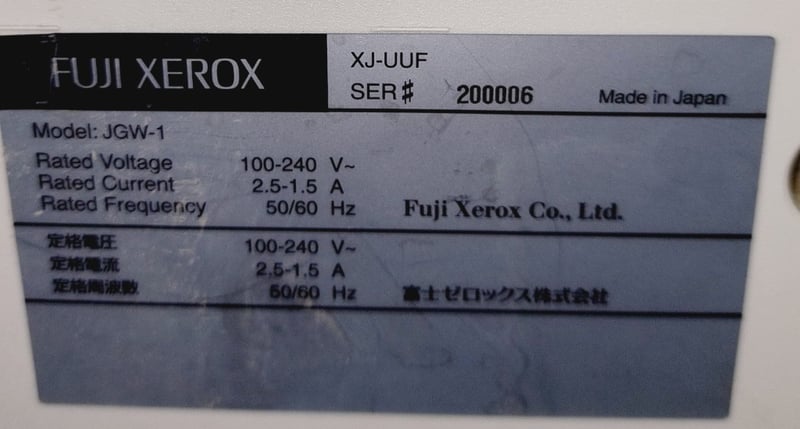 FUJI XEROX
XJ-UUF
SER# 200006 Made in Japan
Model: JGW-1
Rated Voltage 100-240 V~
Rated Current 2.5-1.5 A
Rated Frequency 50/60 Hz Fuji Xerox Co., Ltd.
定格電圧 100-240 V~
定格電流 2.5-1.5 A
定格周波数 50/60 Hz 富士ゼロックス株式会社